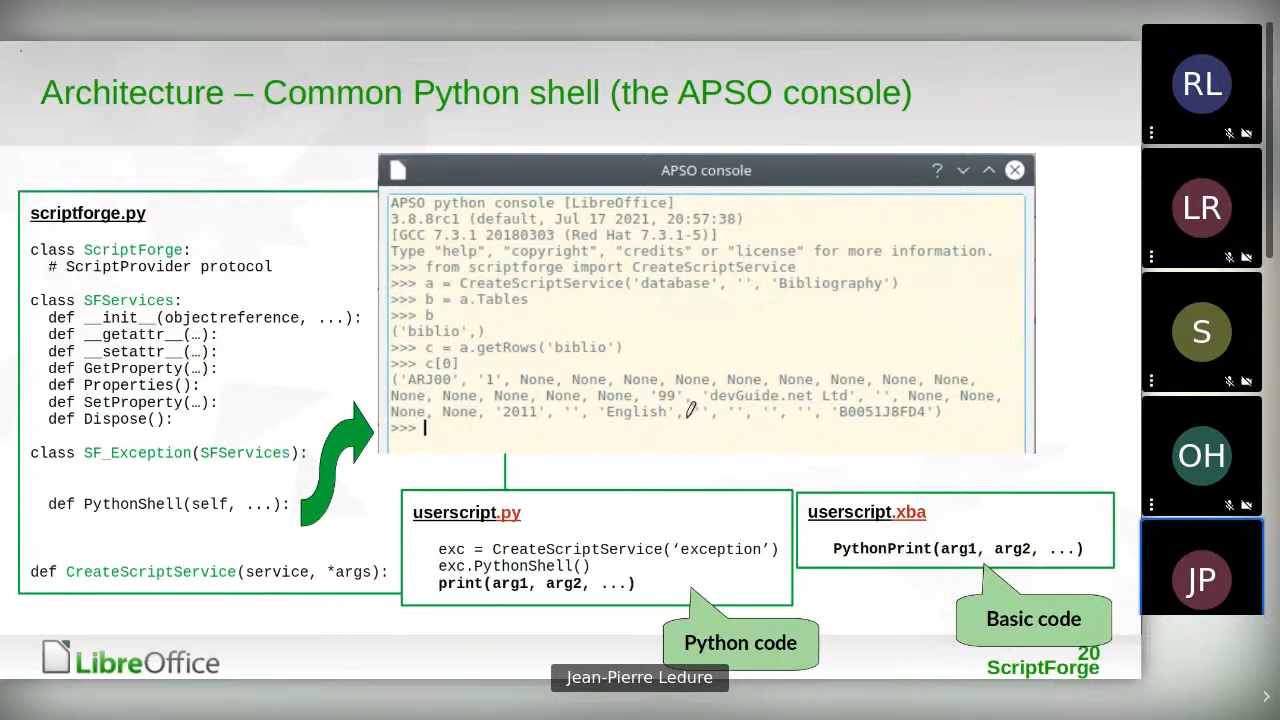 Architecture – Common Python shell (the APSO console)
scriptforge.py
class ScriptForge:
# ScriptProvider protocol
class SFServices:
def __init__(objectreference, ...):
def __getattr__(…):
def __setattr__(…):
def GetProperty(…):
def Properties():
def SetProperty(…):
def Dispose():
class SF_Exception(SFServices):
def PythonShell(self, ...):
def CreateScriptService(service, *args):
APSO console
APSO python console [LibreOffice]
3.8.8rc1 (default, Jul 17 2021, 20:57:38)
[GCC 7.3.1 20180303 (Red Hat 7.3.1-5)]
Type "help", "copyright", "credits" or "license" for more information.
>>> from scriptforge import CreateScriptService
>>> a = CreateScriptService('database', '', 'Bibliography')
>>> b = a.Tables
>>> b
('biblio',)
>>> c = a.getRows('biblio')
>>> c[0]
('ARJ00', '1', None, None, None, None, None, None, None, None, None,
None, None, None, None, None, '99', 'devGuide.net Ltd', '', None, None,
None, None, '2011', '', 'English', '', '', '', '', 'B0051J8FD4')
>>>
userscript.py
exc = CreateScriptService(‘exception’)
exc.PythonShell()
print(arg1, arg2, ...)
Python code
userscript.xba
PythonPrint(arg1, arg2, ...)
Basic code
LibreOffice
20
ScriptForge
Jean-Pierre Ledure
RL
LR
S
OH
JP